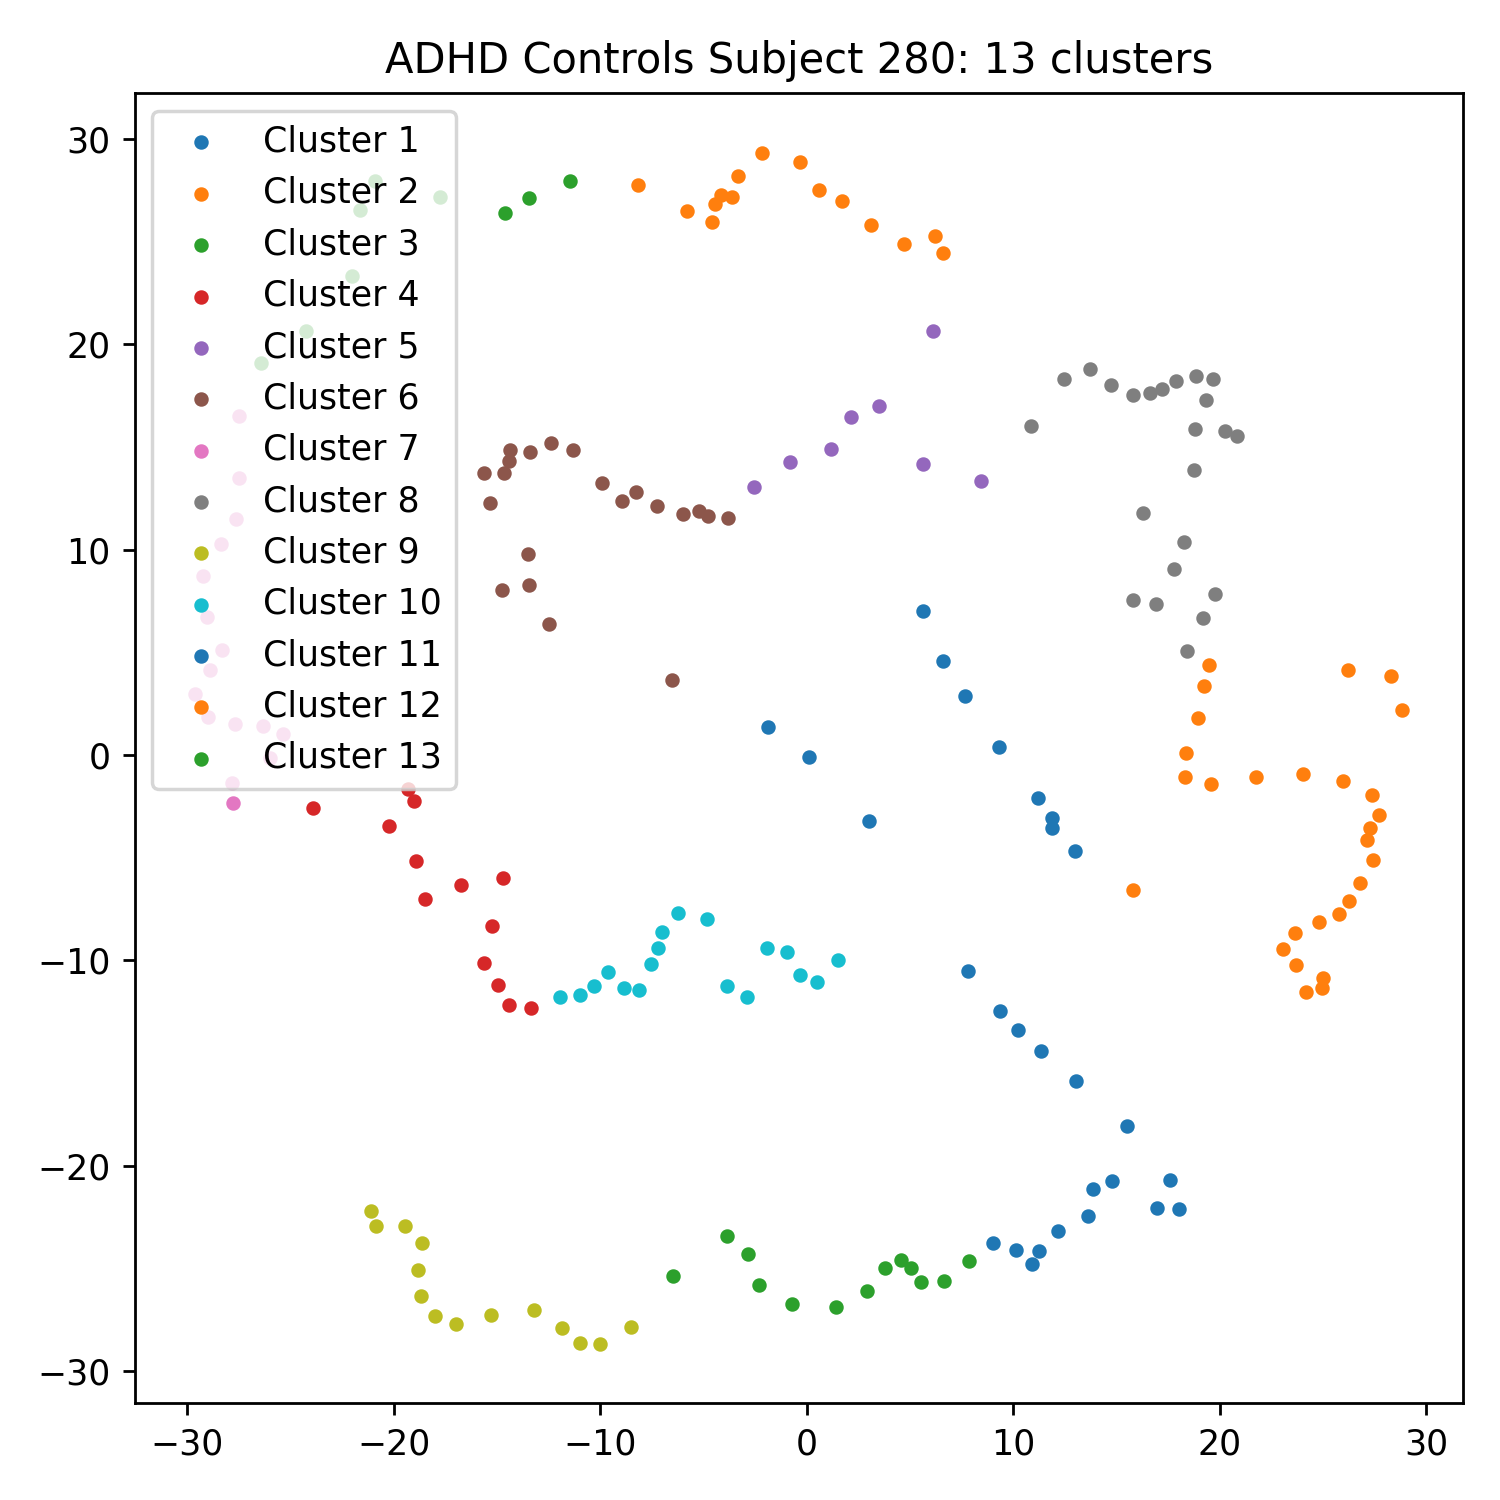 ADHD Controls Subject 280: 13 clusters
30
20
10
0
−10
−20
−30
Cluster 1
Cluster 2
Cluster 3
Cluster 4
Cluster 5
Cluster 6
Cluster 7
Cluster 8
Cluster 9
Cluster 10
Cluster 11
Cluster 12
Cluster 13
−30 −20 −10 0 10 20 30